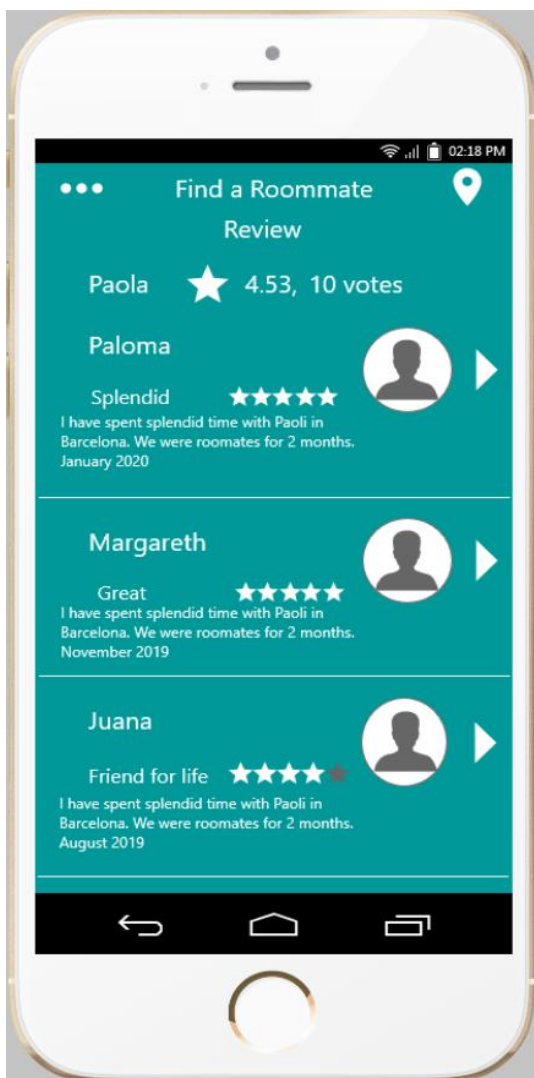 02:18 PM
Find a Roommate
Review
Paola 4.53, 10 votes
Paloma
Splendid
I have spent splendid time with Paoli in
Barcelona. We were roomates for 2 months.
January 2020
Margareth
Great
I have spent splendid time with Paoli in
Barcelona. We were roomates for 2 months.
November 2019
Juana
Friend for life
I have spent splendid time with Paoli in
Barcelona. We were roomates for 2 months.
August 2019